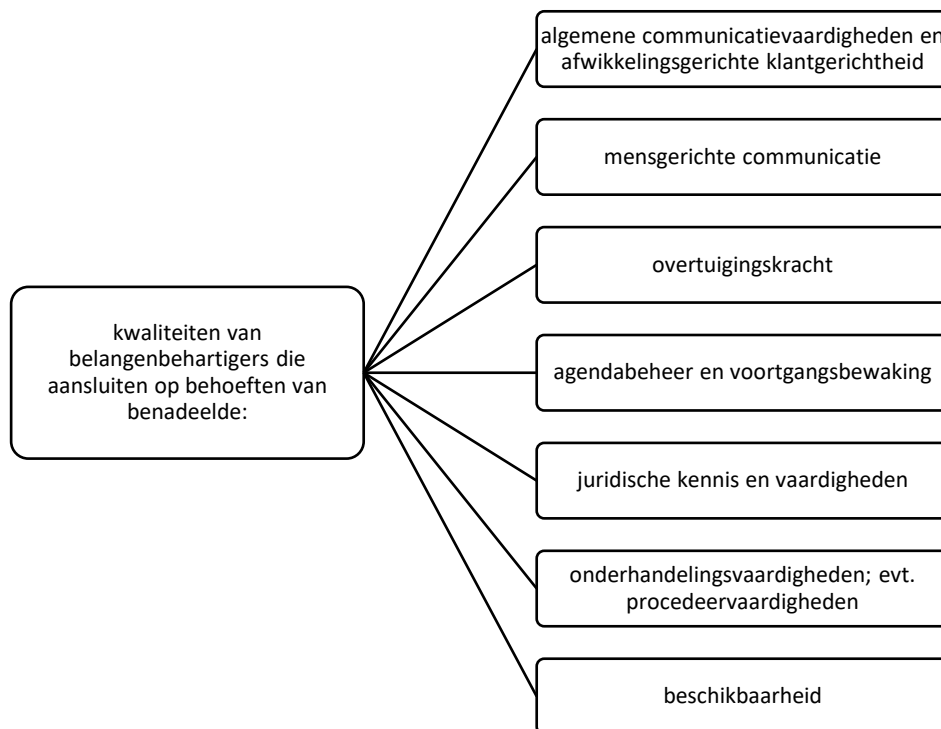 kwaliteiten van
belangenbehartigers die
aansluiten op behoeften van
benadeelde:
algemene communicatievaardigheden en
afwikkelingsgerichte klantgerichtheid
mensgerichte communicatie
overtuigingskracht
agendabeheer en voortgangsbewaking
juridische kennis en vaardigheden
onderhandelingsvaardigheden; evt.
procedeervaardigheden
beschikbaarheid